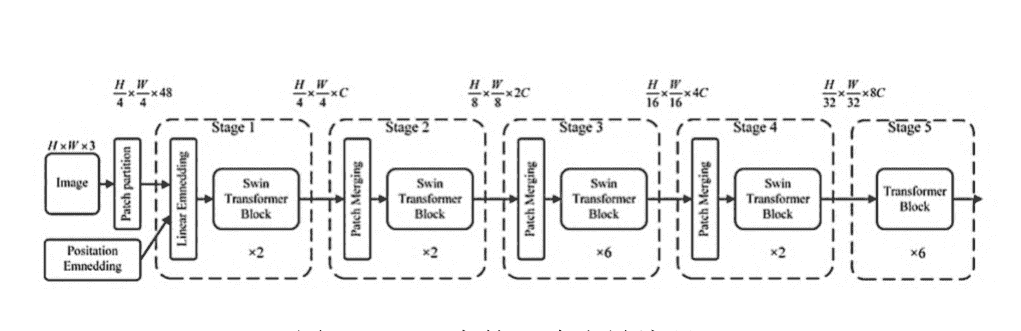 H/4×W/4×48
H/4×W/4×C
H/8×W/8×2C
H/16×W/16×4C
H/32×W/32×8C
Stage 1
Stage 2
Stage 3
Stage 4
Stage 5
H×W×3
Image
Patch partition
Linear Emnedding
Swin
Transformer
Block
Patch Merging
Swin
Transformer
Block
Patch Merging
Swin
Transformer
Block
Patch Merging
Swin
Transformer
Block
Transformer
Block
Positation
Emnedding
×2
×2
×6
×2
×6